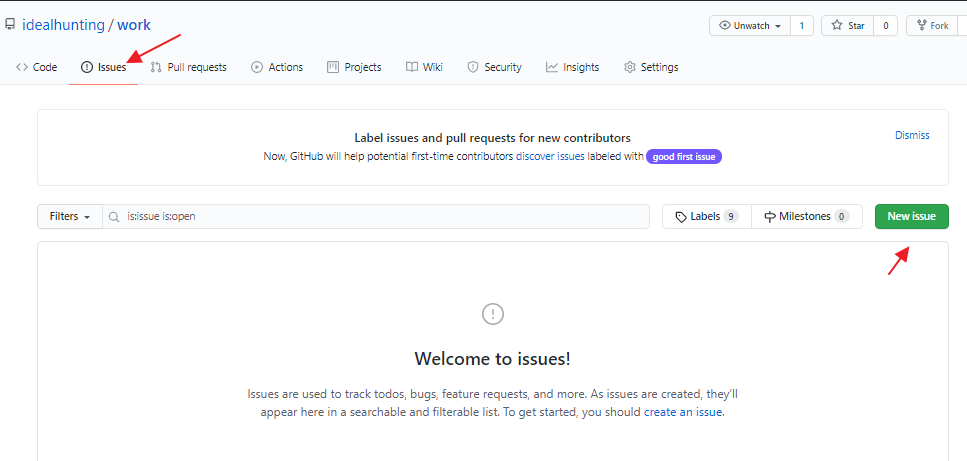 idealhunting / work
Unwatch 1 Star 0 Fork
Code Issues Pull requests Actions Projects Wiki Security Insights Settings
Label issues and pull requests for new contributors
Dismiss
Now, GitHub will help potential first-time contributors discover issues labeled with good first issue
Filters is:issue is:open Labels 9 Milestones 0 New issue
Welcome to issues!
Issues are used to track todos, bugs, feature requests, and more. As issues are created, they'll
appear here in a searchable and filterable list. To get started, you should create an issue.